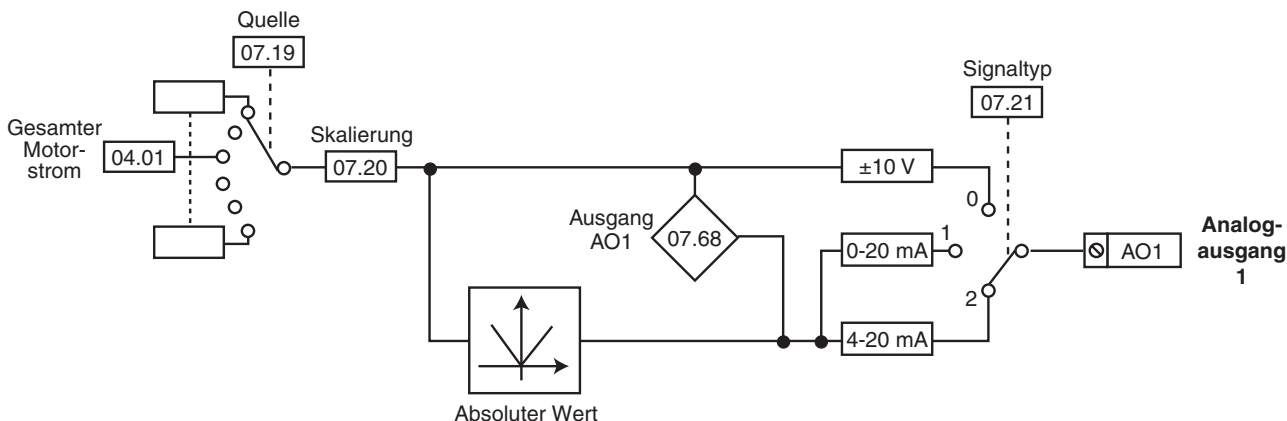 Quelle
07.19
Signaltyp
07.21
Gesamter
Motor-
strom
04.01
Skalierung
07.20
±10 V
0
Ausgang
AO1
07.68
0-20 mA
1
AO1
Analog-
ausgang
1
2
4-20 mA
Absoluter Wert